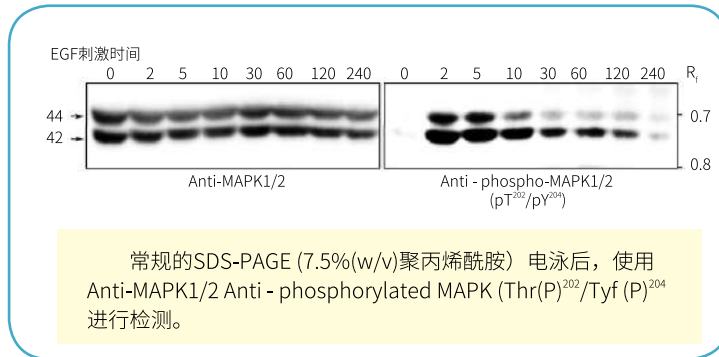 EGF刺激时间
0 2 5 10 30 60 120 240 0 2 5 10 30 60 120 240 Rf
44 0.7
42
0.8
Anti-MAPK1/2 Anti - phospho-MAPK1/2
(pT202/pY204)
常规的SDS-PAGE (7.5%(w/v)聚丙烯酰胺）电泳后，使用
Anti-MAPK1/2 Anti - phosphorylated MAPK (Thr(P)202/Tyf (P)204
进行检测。